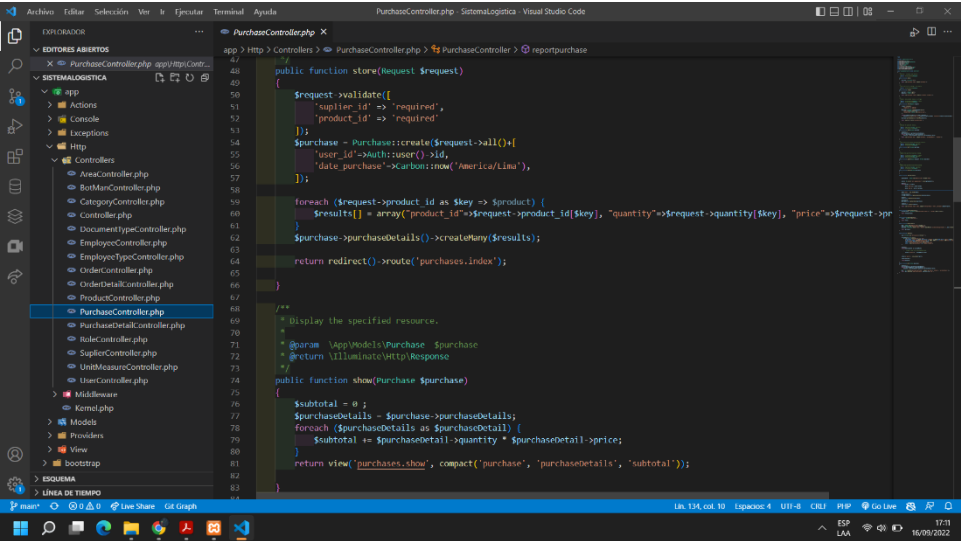 Archivo Editar Selección Ver Ir Ejecutar Terminal Ayuda
PurchaseController.php - SistemaLogistica - Visual Studio Code
EXPLORADOR
EDITORES ABIERTOS
PurchaseController.php app\Http\Contr...
SISTEMALOGISTICA
app
Actions
Console
Exceptions
Http
Controllers
AreaController.php
BotManController.php
CategoryController.php
Controller.php
DocumentTypeController.php
EmployeeController.php
EmployeeTypeController.php
OrderController.php
OrderDetailController.php
ProductController.php
PurchaseController.php
PurchaseDetailController.php
RoleController.php
SuplierController.php
UnitMeasureController.php
UserController.php
Middleware
Kernel.php
Models
Providers
View
bootstrap
ESQUEMA
LÍNEA DE TIEMPO
PurchaseController.php
app > Http > Controllers > PurchaseController.php > PurchaseController > reportpurchase
47 */
48 public function store(Request $request)
49 {
50 $request->validate([
51 'suplier_id' => 'required',
52 'product_id' => 'required'
53 ]);
54 $purchase = Purchase::create($request->all()+[
55 'user_id'=>Auth::user()->id,
56 'date_purchase'=>Carbon::now('America/Lima'),
57 ]);
58
59 foreach ($request->product_id as $key => $product) {
60 $results[] = array("product_id"=>$request->product_id[$key], "quantity"=>$request->quantity[$key], "price"=>$request->pr
61 }
62 $purchase->purchaseDetails()->createMany($results);
63
64 return redirect()->route('purchases.index');
65
66 }
67
68 /**
69 * Display the specified resource.
70 *
71 * @param \App\Models\Purchase $purchase
72 * @return \Illuminate\Http\Response
73 */
74 public function show(Purchase $purchase)
75 {
76 $subtotal = 0 ;
77 $purchaseDetails = $purchase->purchaseDetails;
78 foreach ($purchaseDetails as $purchaseDetail) {
79 $subtotal += $purchaseDetail->quantity * $purchaseDetail->price;
80 }
81 return view('purchases.show', compact('purchase', 'purchaseDetails', 'subtotal'));
82
83 }
main* 0 0 Live Share Git Graph
Lín. 134, col. 10 Espacios: 4 UTF-8 CRLF PHP Go Live
ESP
LAA
17:11
16/09/2022